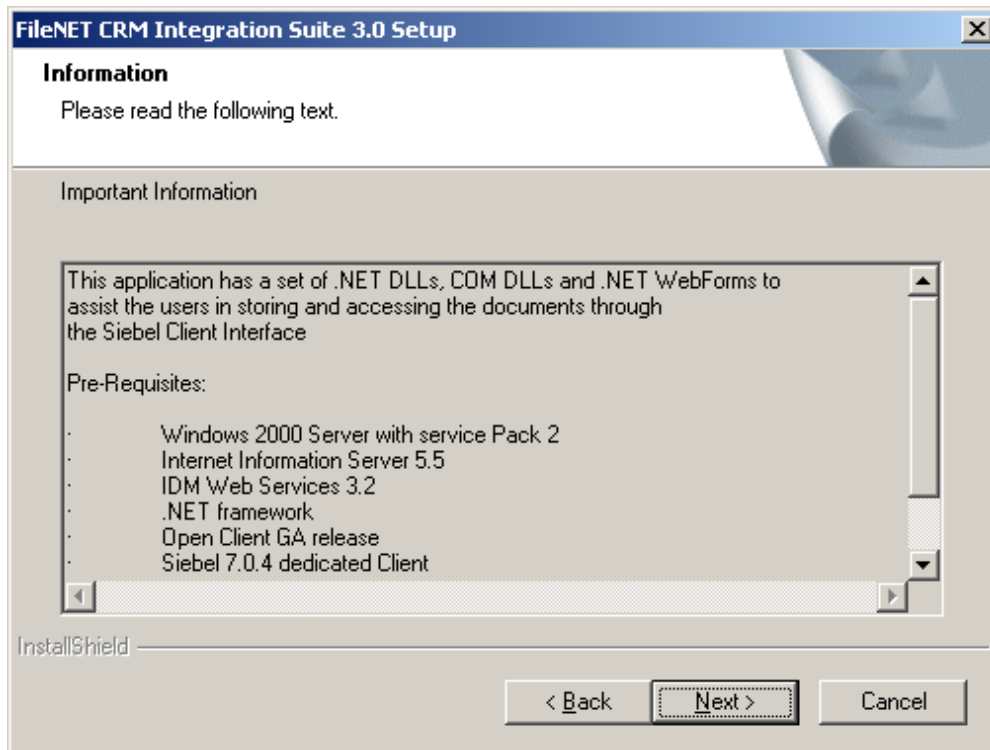 FileNET CRM Integration Suite 3.0 Setup
Information
Please read the following text.
Important Information
This application has a set of .NET DLLs, COM DLLs and .NET WebForms to
assist the users in storing and accessing the documents through
the Siebel Client Interface
Pre-Requisites:
· Windows 2000 Server with service Pack 2
· Internet Information Server 5.5
· IDM Web Services 3.2
· .NET framework
· Open Client GA release
· Siebel 7.0.4 dedicated Client
InstallShield
< Back Next > Cancel